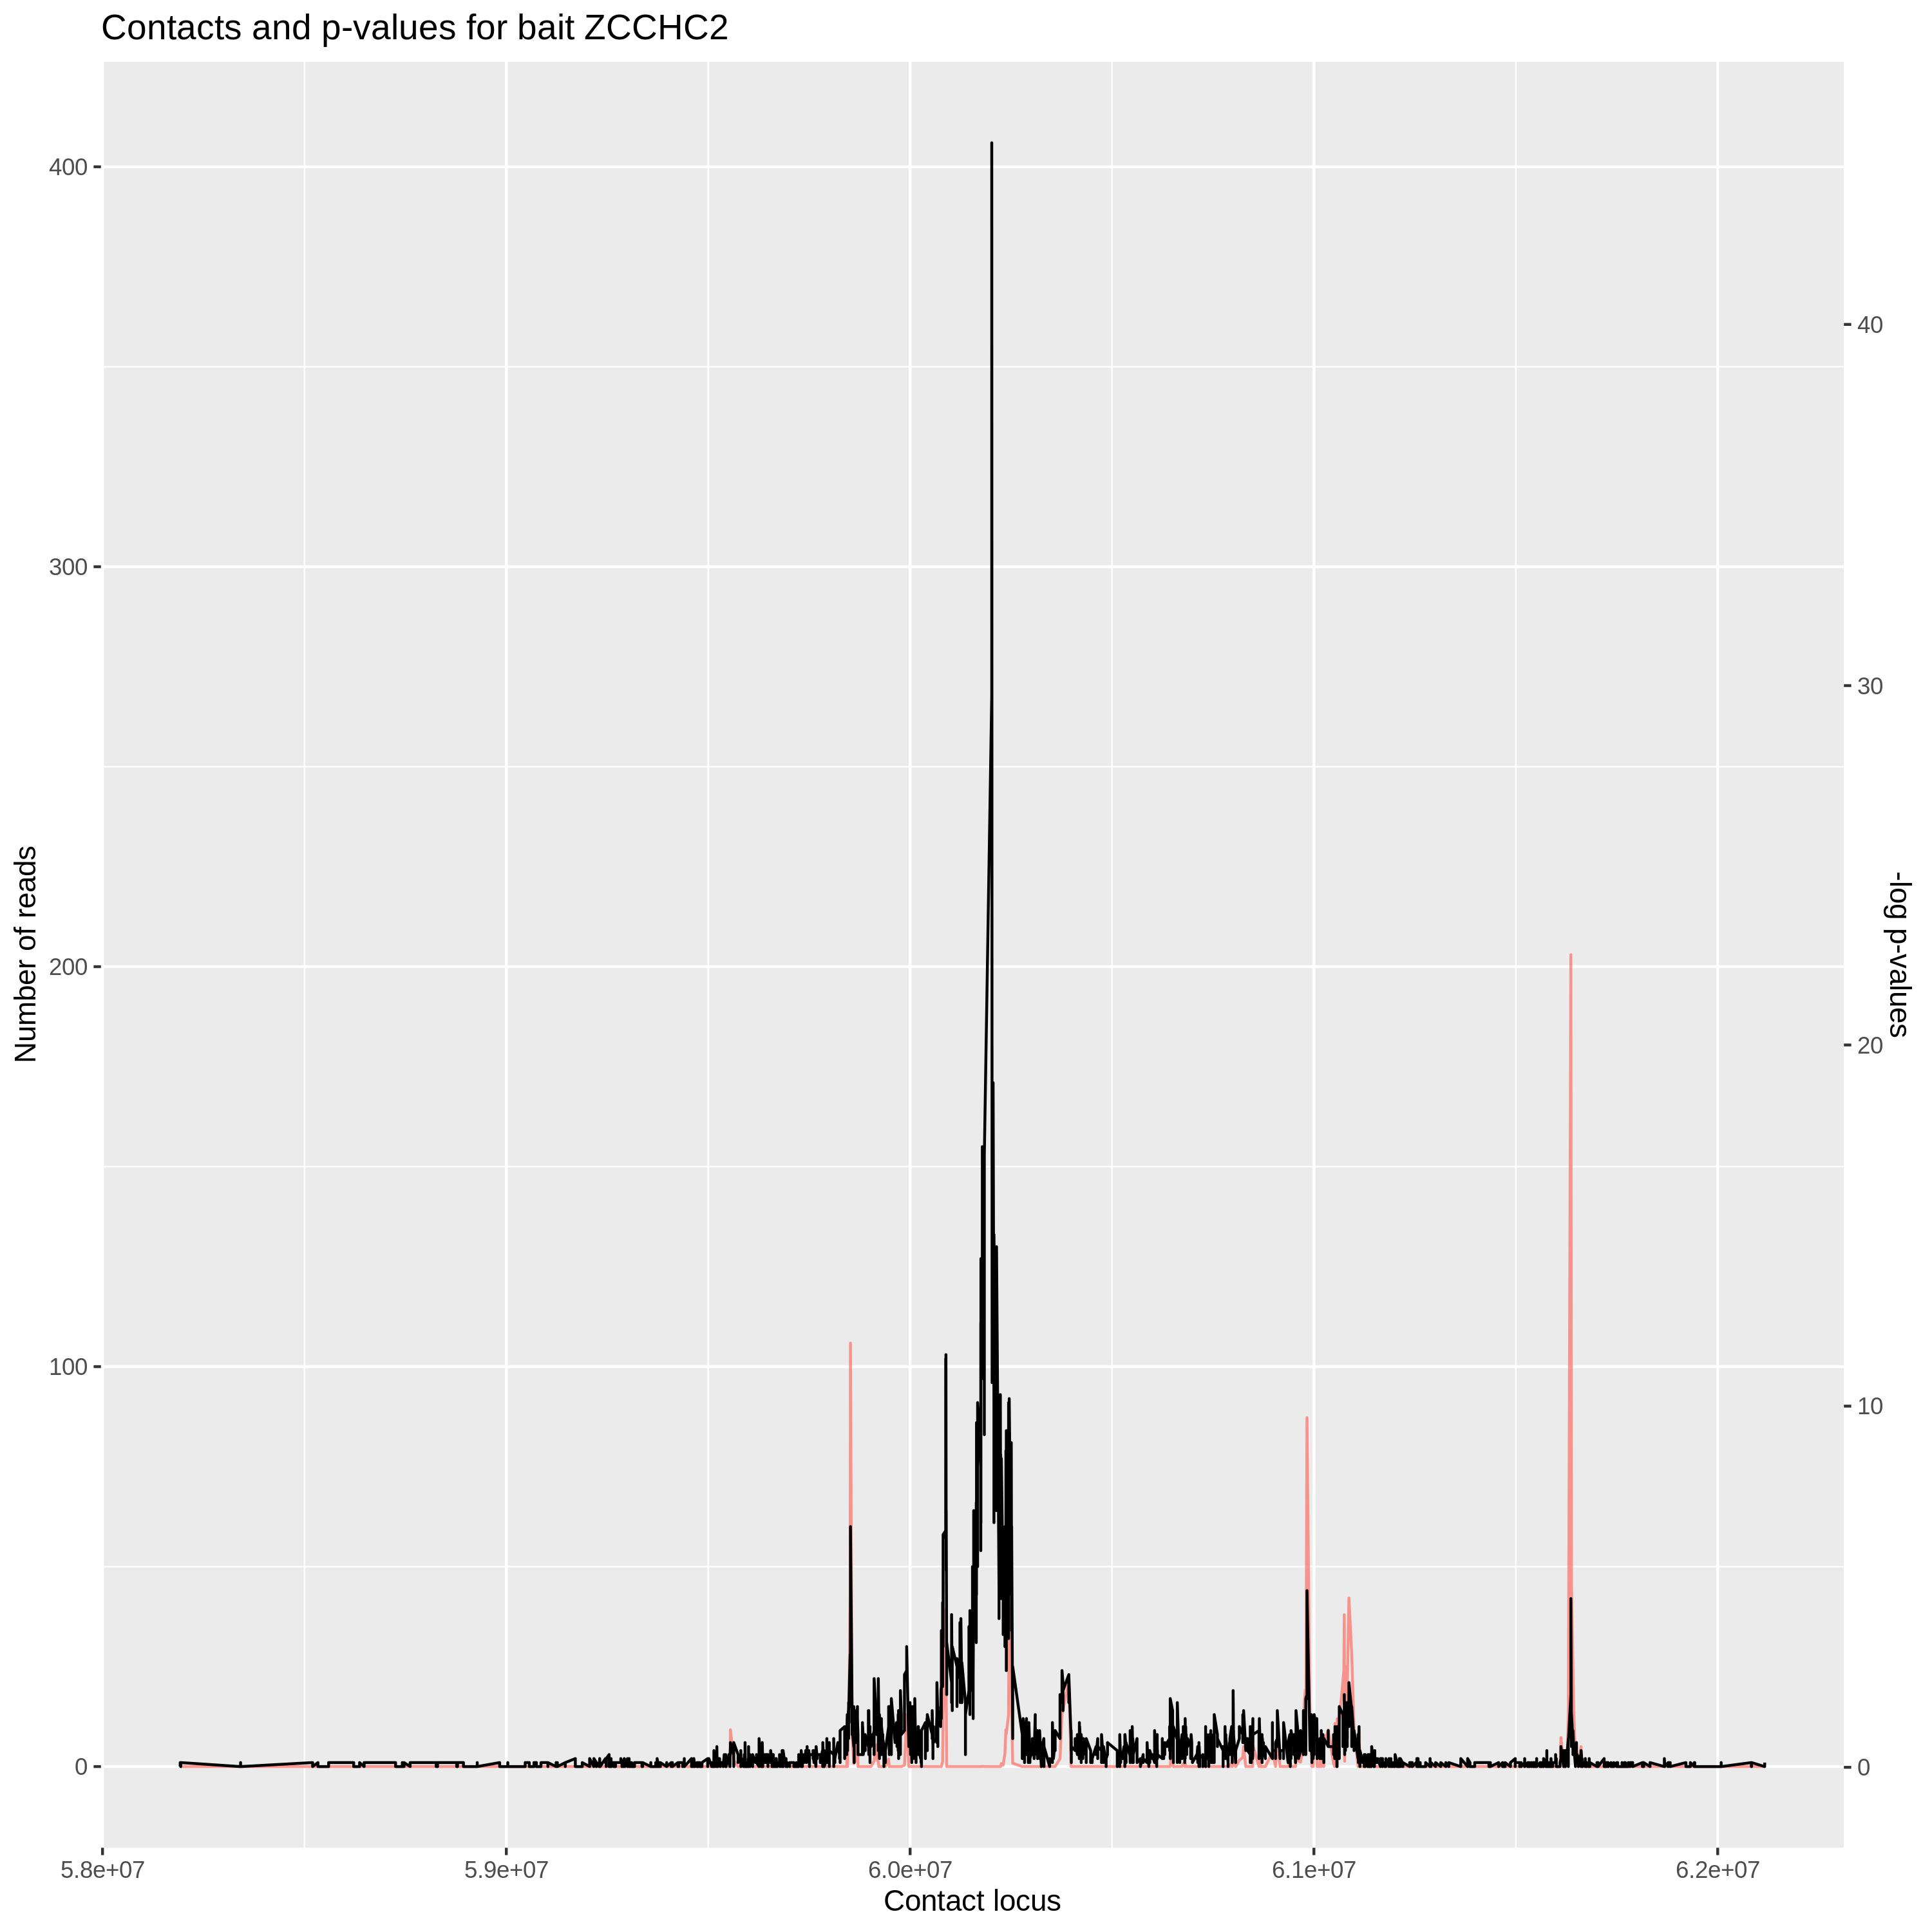 Contacts and p-values for bait ZCCHC2
400
300
200
100
0
Number of reads
40
30
20
10
0
-log p-values
5.8e+07 5.9e+07 6.0e+07 6.1e+07 6.2e+07
Contact locus